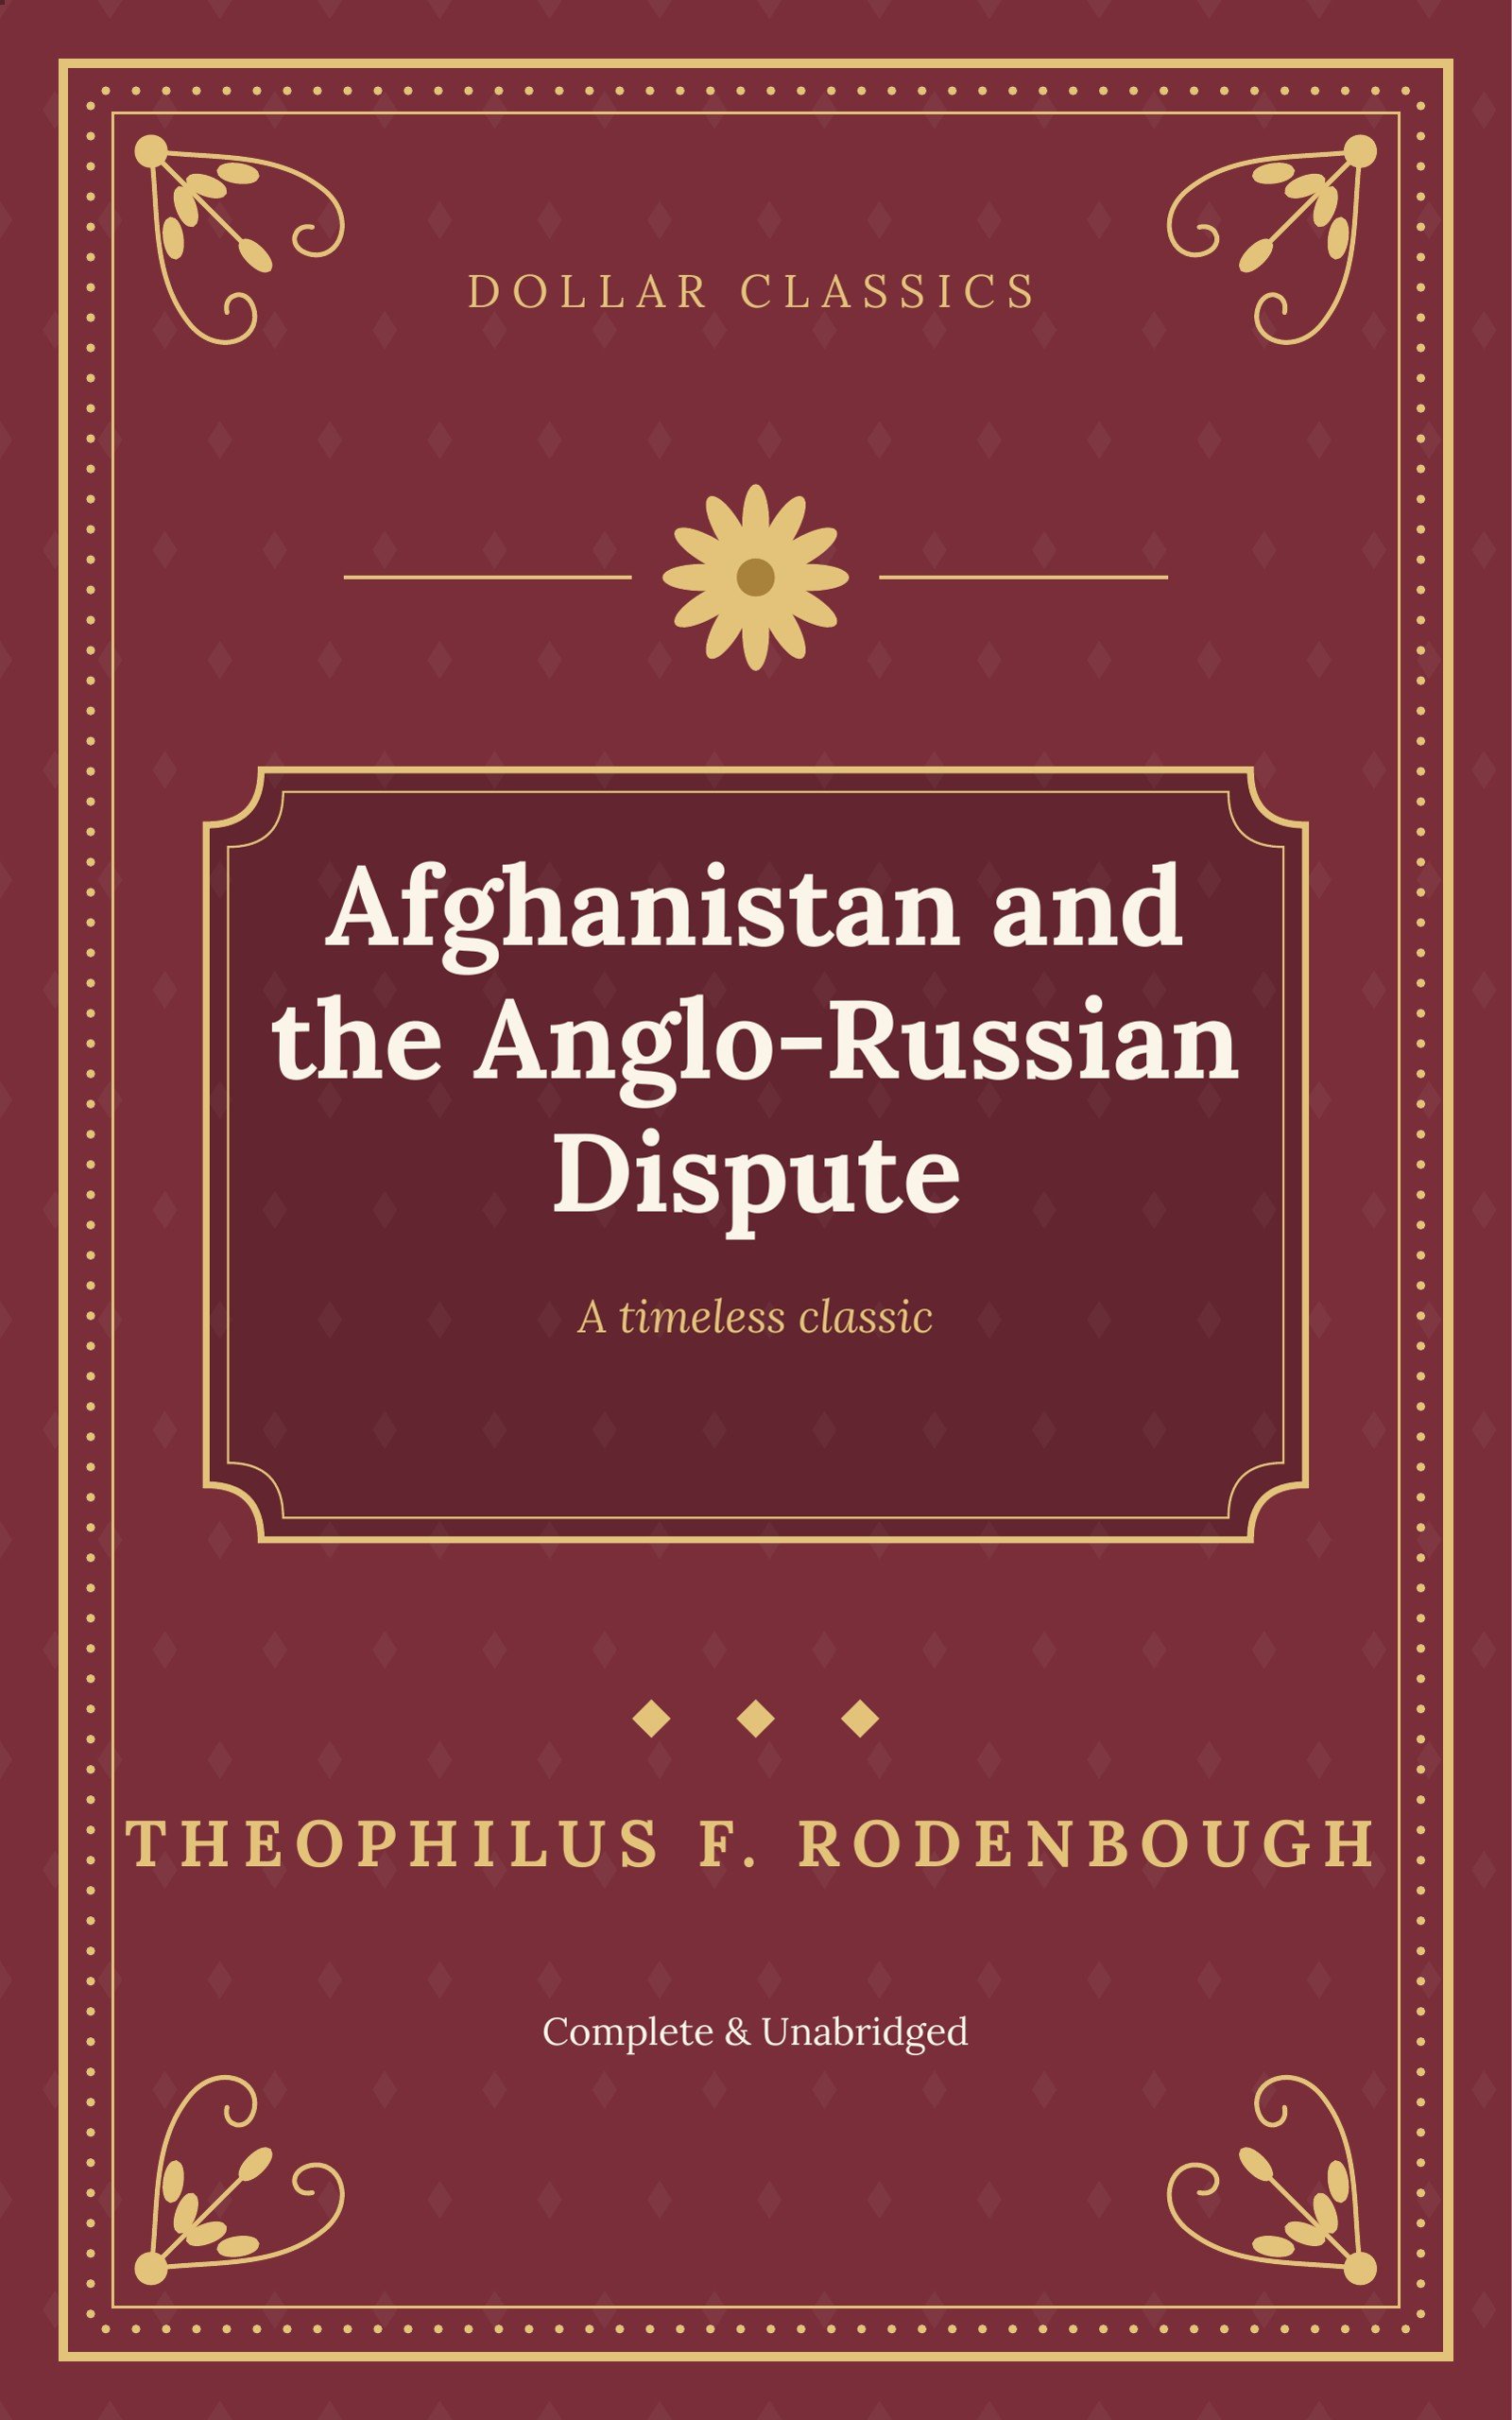 DOLLAR CLASSICS
Afghanistan and
the Anglo-Russian
Dispute
A timeless classic
THEOPHILUS F. RODENBOUGH
Complete & Unabridged